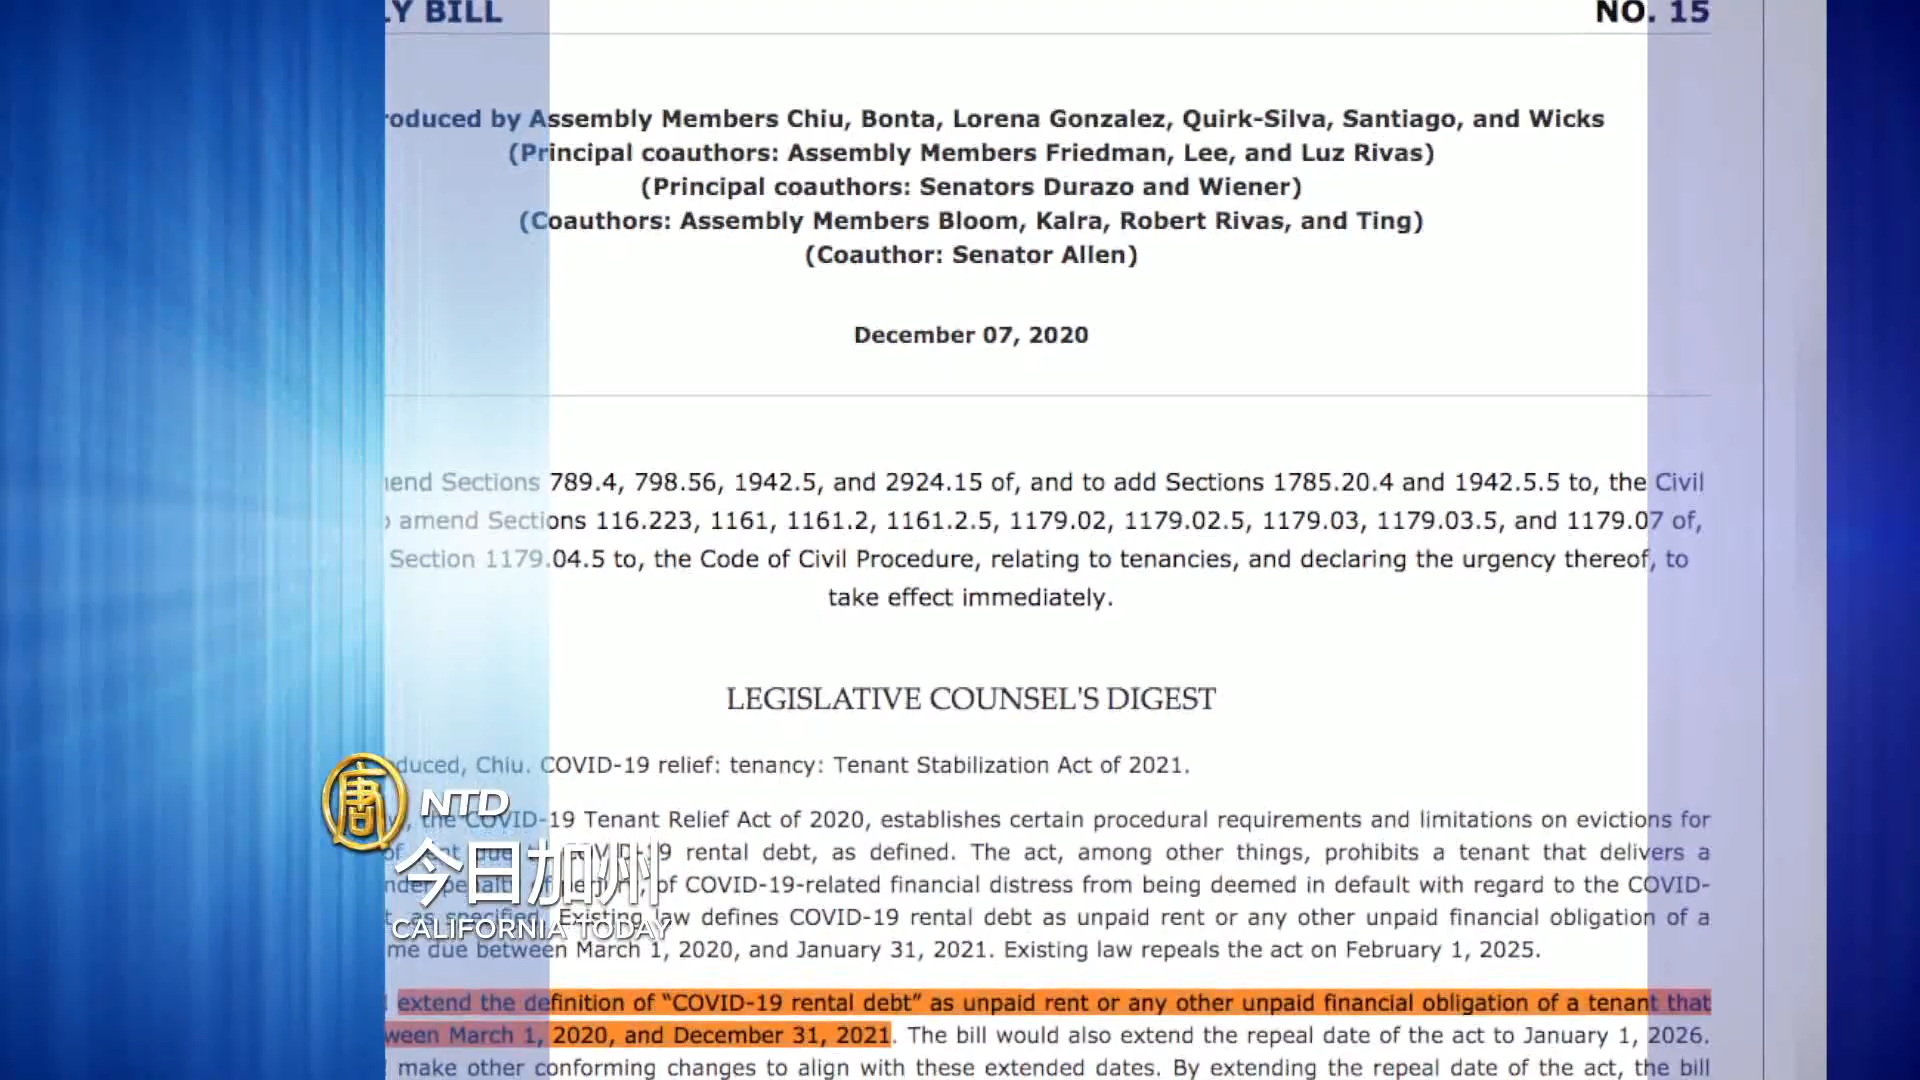 LY BILL
NO. 15
roduced by Assembly Members Chiu, Bonta, Lorena Gonzalez, Quirk-Silva, Santiago, and Wicks
(Principal coauthors: Assembly Members Friedman, Lee, and Luz Rivas)
(Principal coauthors: Senators Durazo and Wiener)
(Coauthors: Assembly Members Bloom, Kalra, Robert Rivas, and Ting)
(Coauthor: Senator Allen)
December 07, 2020
end Sections 789.4, 798.56, 1942.5, and 2924.15 of, and to add Sections 1785.20.4 and 1942.5.5 to, the Civil
amend Sections 116.223, 1161, 1161.2, 1161.2.5, 1179.02, 1179.02.5, 1179.03, 1179.03.5, and 1179.07 of,
Section 1179.04.5 to, the Code of Civil Procedure, relating to tenancies, and declaring the urgency thereof, to
take effect immediately.
LEGISLATIVE COUNSEL'S DIGEST
duced, Chiu. COVID-19 relief: tenancy: Tenant Stabilization Act of 2021.
the COVID-19 Tenant Relief Act of 2020, establishes certain procedural requirements and limitations on evictions for
rental debt, as defined. The act, among other things, prohibits a tenant that delivers a
of COVID-19-related financial distress from being deemed in default with regard to the COVID-
as specified. Existing law defines COVID-19 rental debt as unpaid rent or any other unpaid financial obligation of a
me due between March 1, 2020, and January 31, 2021. Existing law repeals the act on February 1, 2025.
extend the definition of “COVID-19 rental debt” as unpaid rent or any other unpaid financial obligation of a tenant that
ween March 1, 2020, and December 31, 2021. The bill would also extend the repeal date of the act to January 1, 2026.
make other conforming changes to align with these extended dates. By extending the repeal date of the act, the bill
唐
NTD
今日加州
CALIFORNIA TODAY